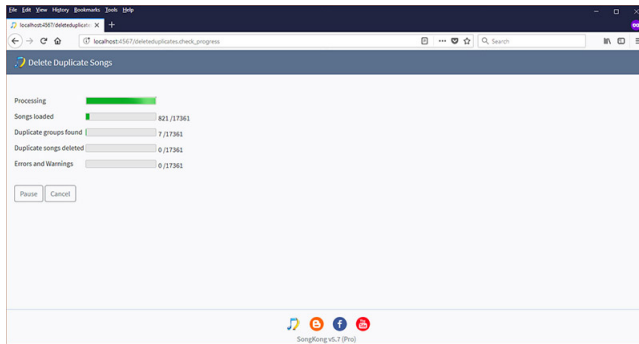 File Edit View History Bookmarks Tools Help
localhost:4567/deleteduplicate
localhost:4567/deleteduplicates.check_progress
Search
Delete Duplicate Songs
Processing
Songs loaded 821 /17361
Duplicate groups found 7 /17361
Duplicate songs deleted 0 /17361
Errors and Warnings 0 /17361
Pause Cancel
SongKong v5.7 (Pro)